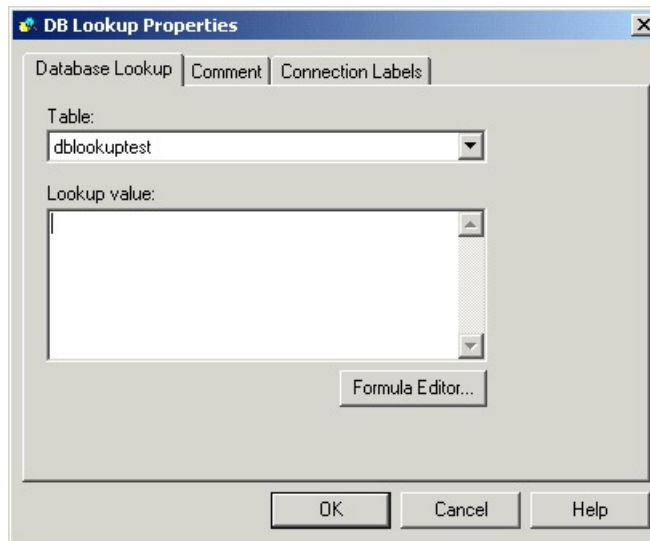 DB Lookup Properties
Database Lookup Comment Connection Labels
Table:
dblookuptest
Lookup value:
Formula Editor...
OK Cancel Help